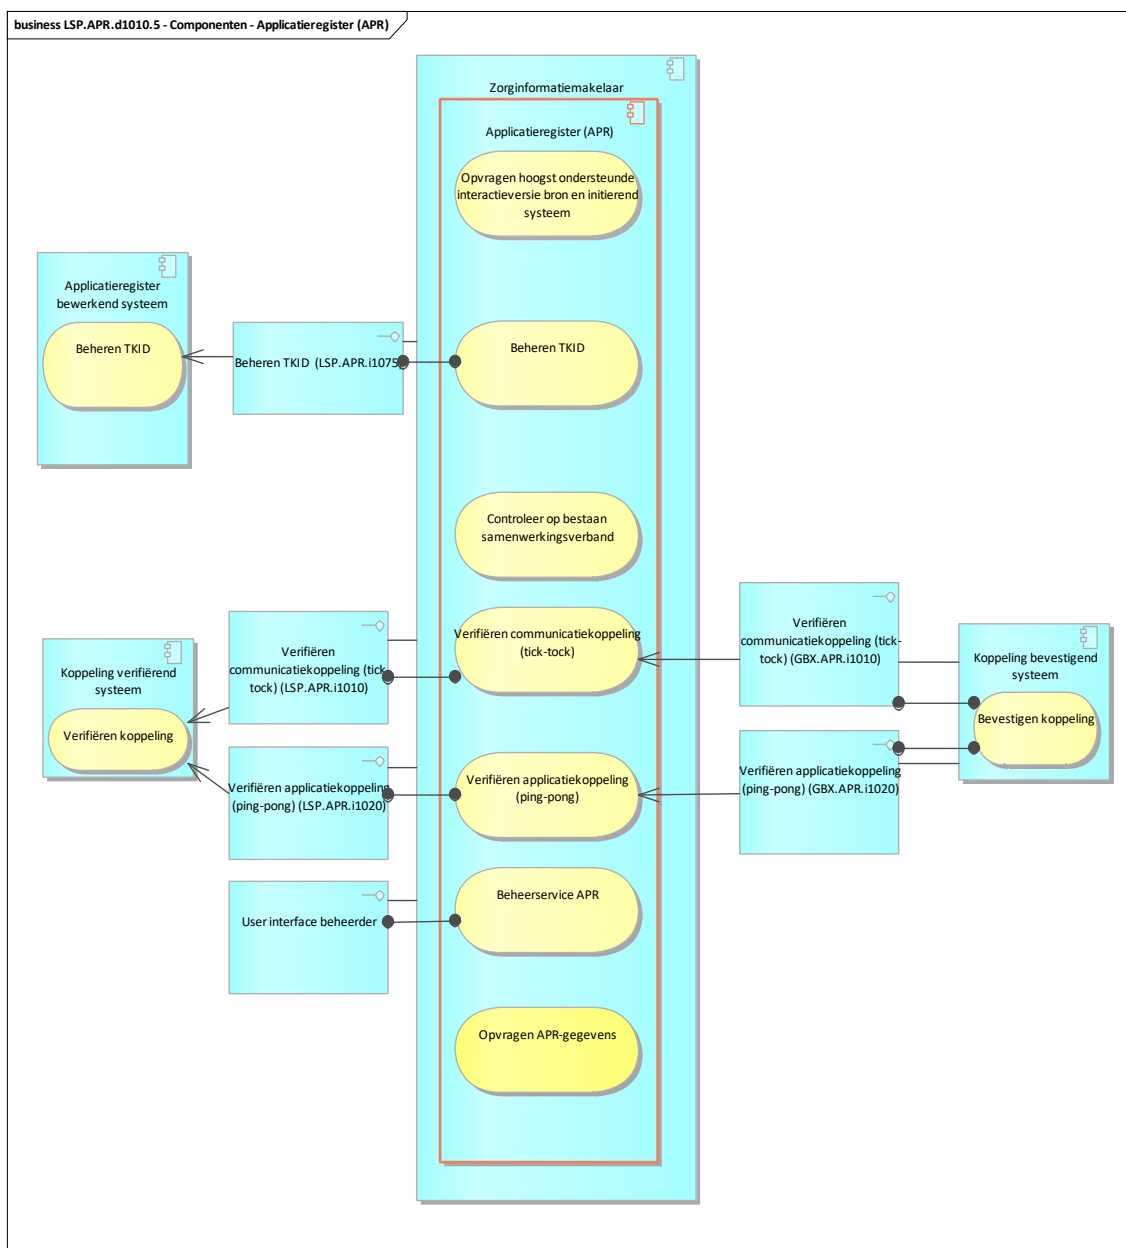 business LSP.APR.d1010.5 - Componenten - Applicatieregister (APR)
Zorginformatiemakelaar
Applicatieregister (APR)
Opvragen hoogst ondersteunde
interactieversie bron en initierend
systeem
Applicatieregister
bewerkend systeem
Beheren TKID
Beheren TKID (LSP.APR.i1075
Beheren TKID
Controleer op bestaan
samenwerkingsverband
Verifiëren communicatiekoppeling
(tick-tock)
Verifiëren
communicatiekoppeling (tick
tock) (LSP.APR.i1010)
Koppeling verifiërend
systeem
Verifiëren koppeling
Verifiëren
communicatiekoppeling (tick-
tock) (GBX.APR.i1010)
Koppeling bevestigend
systeem
Bevestigen koppeling
Verifiëren applicatiekoppeling
(ping-pong) (LSP.APR.i1020)
Verifiëren applicatiekoppeling
(ping-pong)
Verifiëren applicatiekoppeling
(ping-pong) (GBX.APR.i1020)
User interface beheerder
Beheerservice APR
Opvragen APR-gegevens